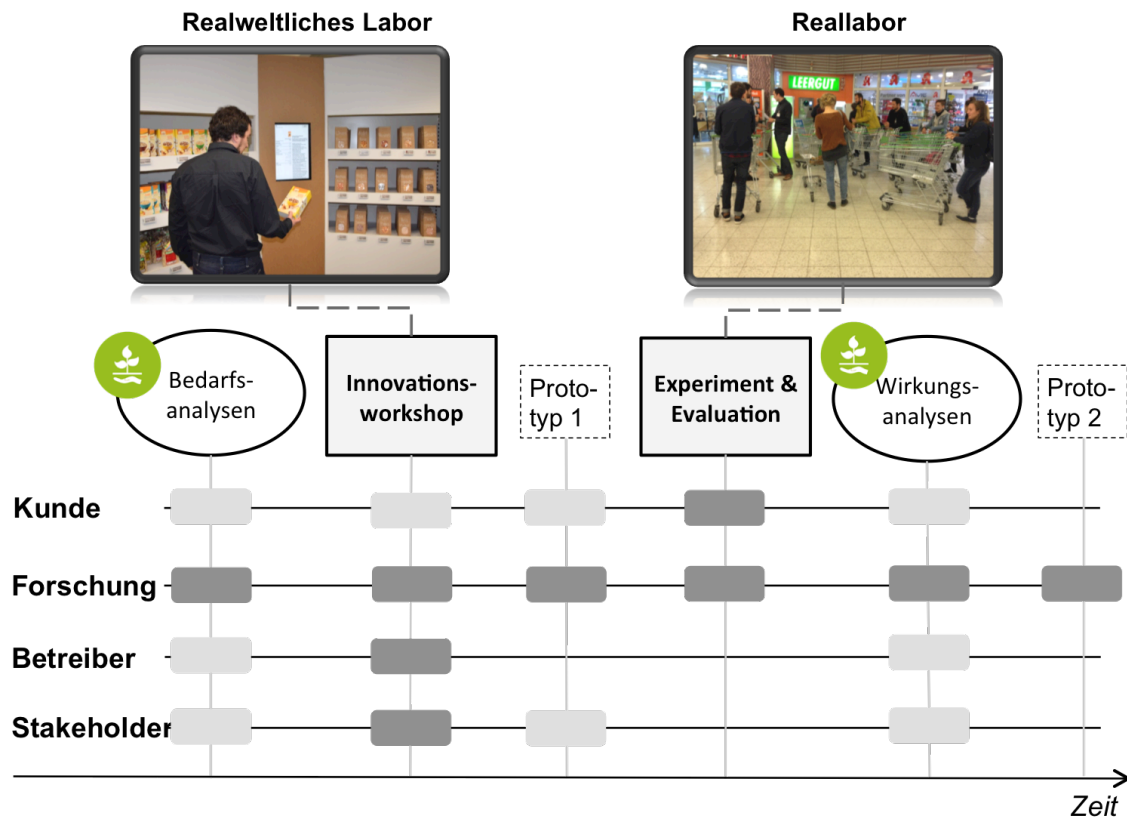 Realweltliches Labor
Reallabor
LEERGUT
Bedarfs-
analysen
Innovations-
workshop
Proto-
typ 1
Experiment &
Evaluation
Wirkungs-
analysen
Proto-
typ 2
Kunde
Forschung
Betreiber
Stakeholder
Zeit